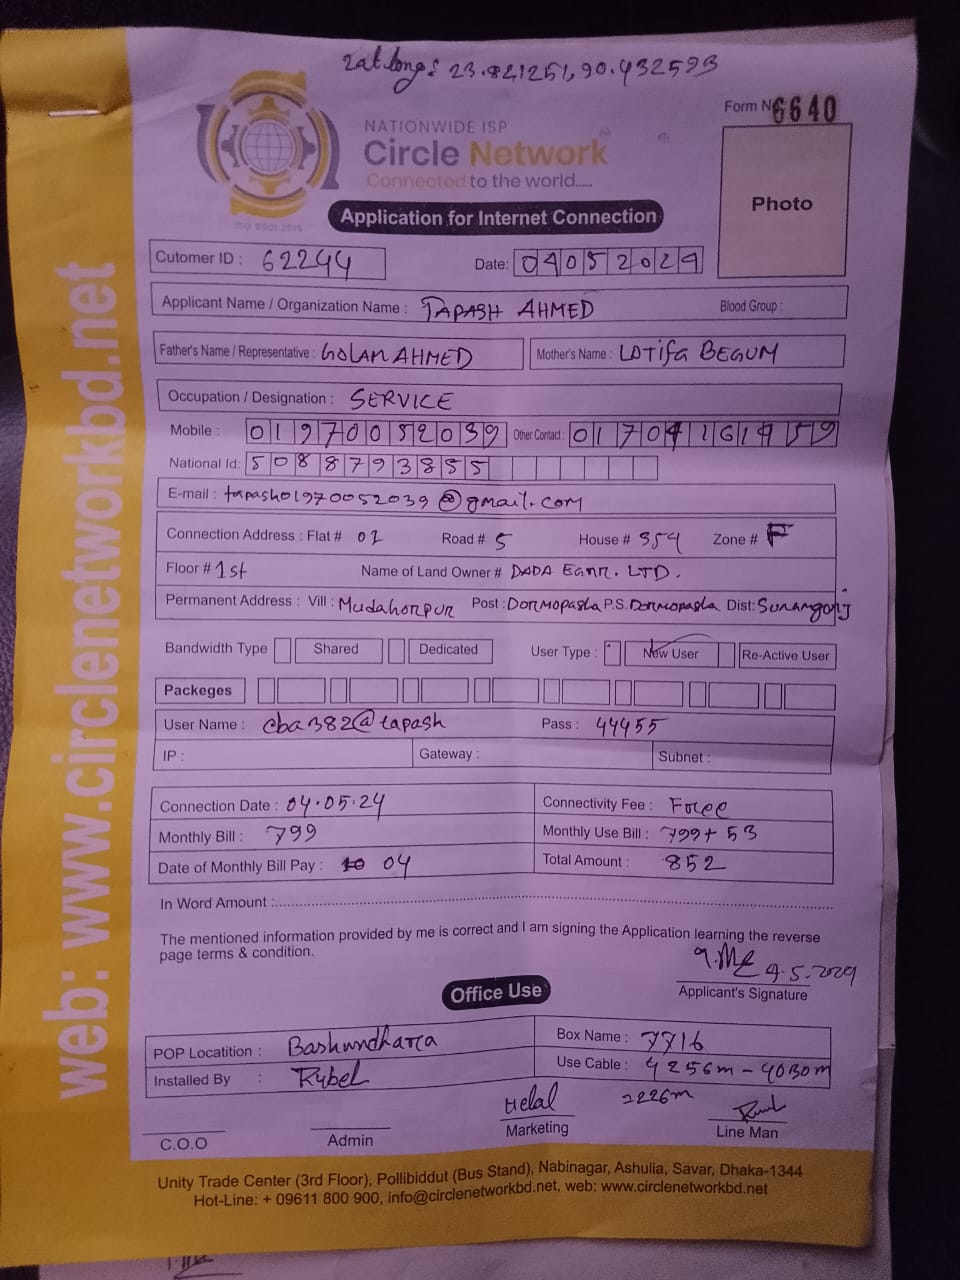 Lat.long: 23.821251, 90.432593
Form No 6640
NATIONWIDE ISP
Circle Network
Connected to the world.....
ISO 9001:2015
Photo
Application for Internet Connection
Cutomer ID : 62244 Date: 04052024
Applicant Name / Organization Name : TAPASH AHMED Blood Group :
Father's Name / Representative : GOLAM AHMED Mother's Name : LOTIFA BEGUM
Occupation / Designation : SERVICE
Mobile : 01970052039 Other Contact: 01704161959
National Id: 5088793855
E-mail : tapash01970052039@gmail.com
Connection Address : Flat # 02 Road # 5 House # 354 Zone # F
Floor # 1st Name of Land Owner # DADA Egnr. LTD.
Permanent Address : Vill : Mudahorpur Post : Dormopasha P.S. Dormopasha Dist: Sunamgonj
Bandwidth Type Shared Dedicated User Type : New User Re-Active User
Packeges
User Name : cba382@tapash Pass : 44455
IP : Gateway : Subnet :
Connection Date : 04.05.24 Connectivity Fee : Free
Monthly Bill : 799 Monthly Use Bill : 799+ 53
Date of Monthly Bill Pay : 10 04 Total Amount : 852
In Word Amount :
The mentioned information provided by me is correct and I am signing the Application learning the reverse
page terms & condition.
4.5.2024
Applicant's Signature
Office Use
POP Locatition : Bashundhara Box Name : 7716
Installed By : Rubel Use Cable : 4256m - 4030m
Helal 226m
C.O.O Admin Marketing Line Man
Unity Trade Center (3rd Floor), Pollibiddut (Bus Stand), Nabinagar, Ashulia, Savar, Dhaka-1344
Hot-Line: + 09611 800 900, info@circlenetworkbd.net, web: www.circlenetworkbd.net
web: www.circlenetworkbd.net